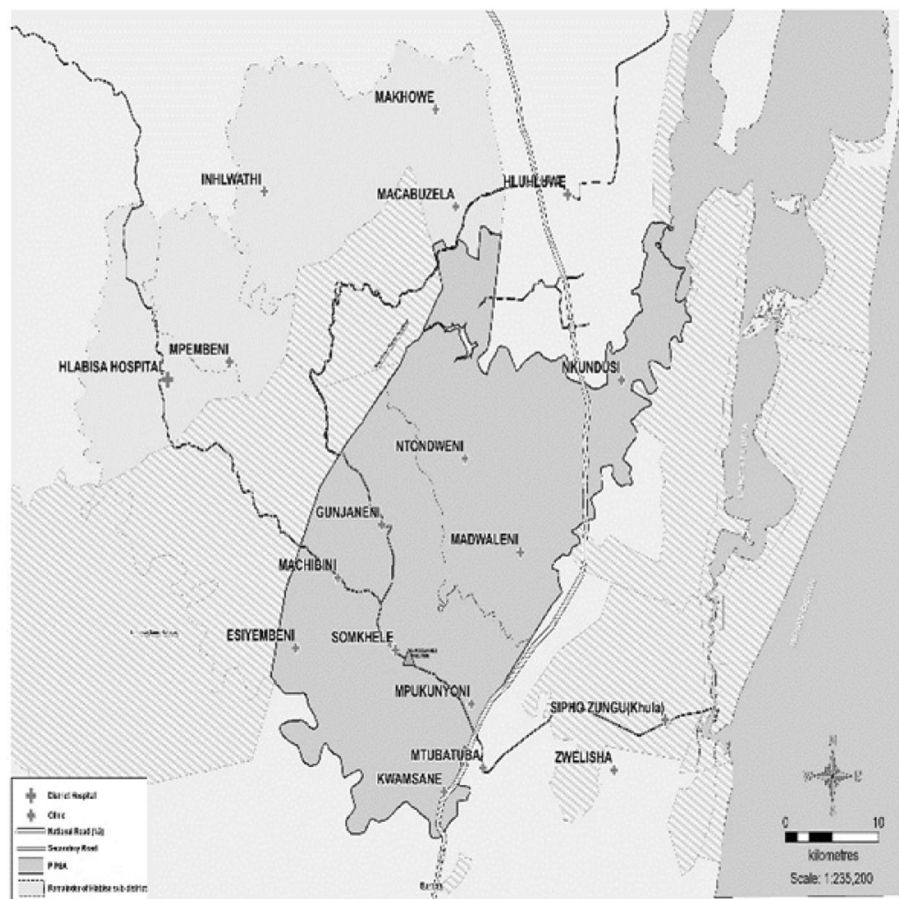 MAKHOWE
INHLWATHI
MACABUZELA
HLUHLUWE
MPEMBENI
HLABISA HOSPITAL
NKUNDUSI
NTONDWENI
GUNJANENI
MADWALENI
MACHIBINI
ESIYEMBENI
SOMKHELE
MPUKUNYONI
SIPHO ZUNGU(Khula)
MTUBATUBA
ZWELISHA
KWAMSANE
N
W
E
S
District Hospital
Clinic
National Road (N2)
Secondary Road
Remainder of Hlabisa sub district
0
10
kilometres
Scale: 1:235,200